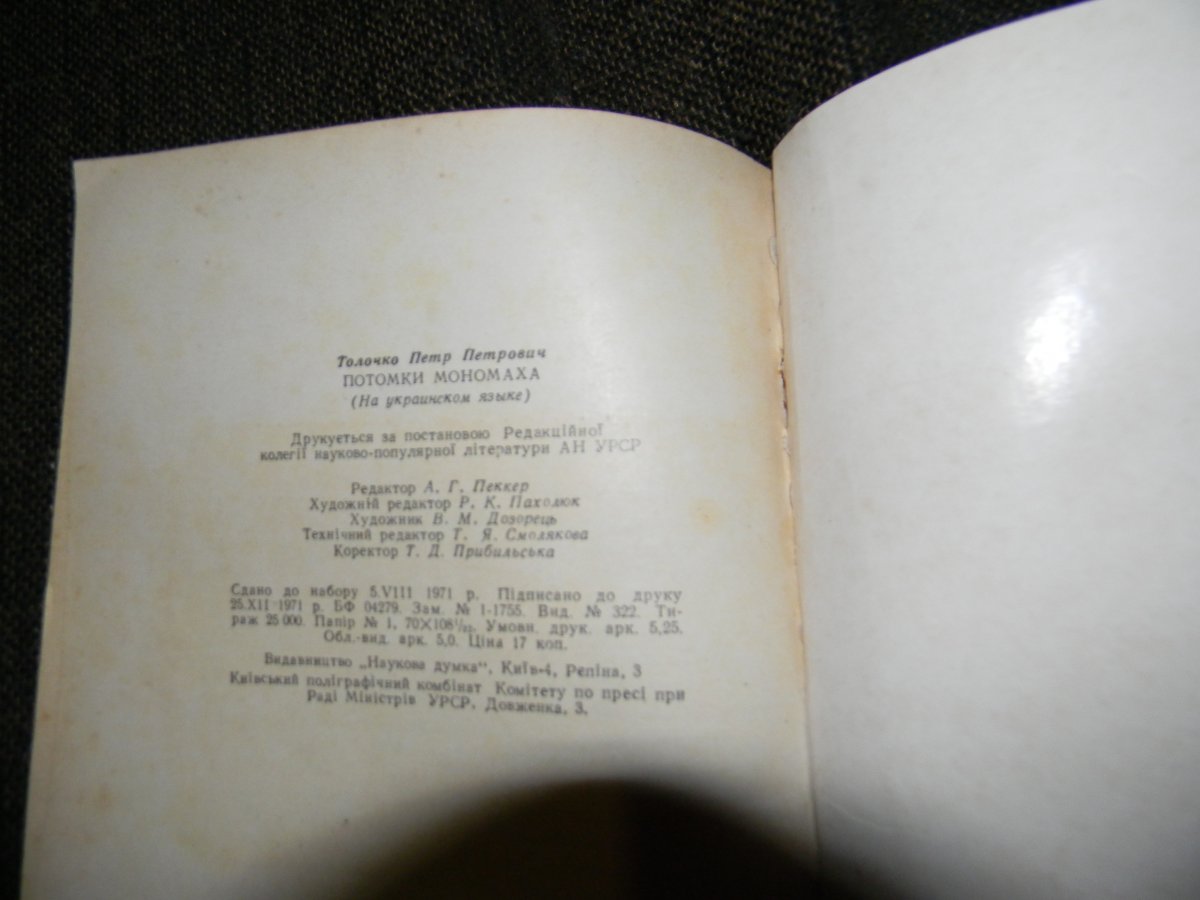 Толочко Петр Петрович
ПОТОМКИ МОНОМАХА
(На украинском языке)
Друкується за постановою Редакційної
колегії науково-популярної літератури АН УРСР
Редактор А. Г. Пеккер
Художній редактор Р. К. Пахолюк
Художник В. М. Дозорець
Технічний редактор Т. Я. Смолякова
Коректор Т. Д. Прибильська
Сдано до набору 5.VIII 1971 р. Підписано до друку
25.XII 1971 р. БФ 04279. Зам. № 1-1755. Вид. № 322. Ти-
раж 25 000. Папір № 1, 70×108¹/₃₂. Умовн. друк. арк. 5,25.
Обл.-вид. арк. 5,0. Ціна 17 коп.
Видавництво „Наукова думка“, Київ-4, Рєпіна, 3
Київський поліграфічний комбінат Комітету по пресі при
Раді Міністрів УРСР, Довженка, 3.